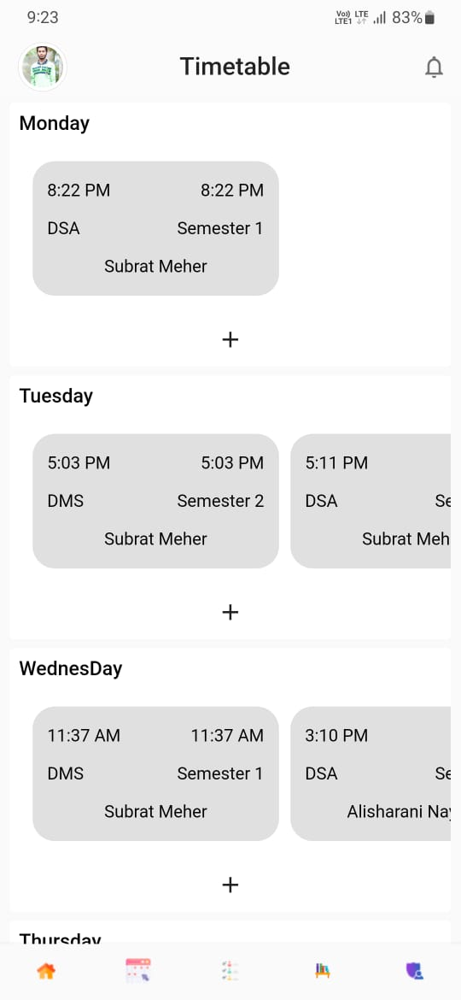 9:23
Vo)) LTE
LTE1
83%
Timetable
Monday
8:22 PM 8:22 PM
DSA Semester 1
Subrat Meher
+
Tuesday
5:03 PM 5:03 PM 5:11 PM
DMS Semester 2 DSA Se
Subrat Meher Subrat Meh
+
WednesDay
11:37 AM 11:37 AM 3:10 PM
DMS Semester 1 DSA Se
Subrat Meher Alisharani Nay
+
Thursday